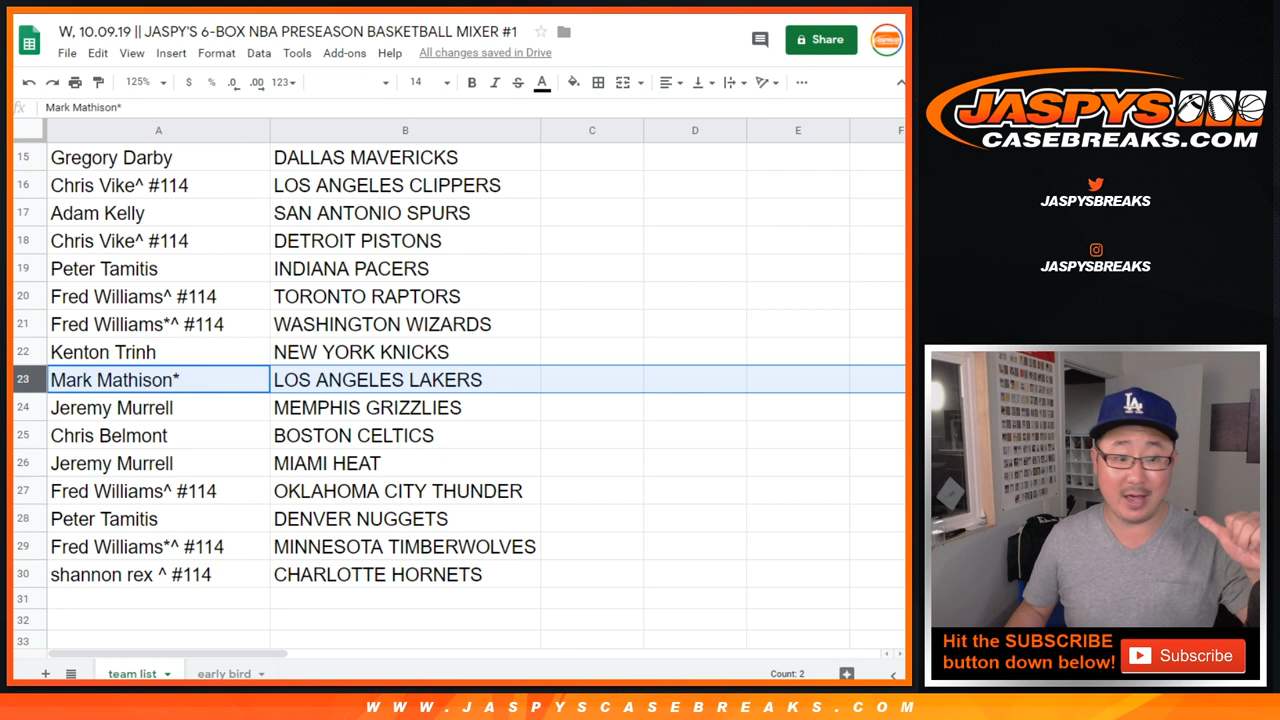 W, 10.09.19 || JASPY'S 6-BOX NBA PRESEASON BASKETBALL MIXER #1
File Edit View Insert Format Data Tools Add-ons Help All changes saved in Drive
Share
125% $ % .0 .00 123 14 B I S A
fx Mark Mathison*
A B C D E F
15 Gregory Darby DALLAS MAVERICKS
16 Chris Vike^ #114 LOS ANGELES CLIPPERS
17 Adam Kelly SAN ANTONIO SPURS
18 Chris Vike^ #114 DETROIT PISTONS
19 Peter Tamitis INDIANA PACERS
20 Fred Williams^ #114 TORONTO RAPTORS
21 Fred Williams*^ #114 WASHINGTON WIZARDS
22 Kenton Trinh NEW YORK KNICKS
23 Mark Mathison* LOS ANGELES LAKERS
24 Jeremy Murrell MEMPHIS GRIZZLIES
25 Chris Belmont BOSTON CELTICS
26 Jeremy Murrell MIAMI HEAT
27 Fred Williams^ #114 OKLAHOMA CITY THUNDER
28 Peter Tamitis DENVER NUGGETS
29 Fred Williams*^ #114 MINNESOTA TIMBERWOLVES
30 shannon rex ^ #114 CHARLOTTE HORNETS
31
32
33
team list early bird Count: 2
JASPYS
CASEBREAKS.COM
JASPYSBREAKS
JASPYSBREAKS
LA
Hit the SUBSCRIBE
button down below!
Subscribe
WWW.JASPYSCASEBREAKS.COM